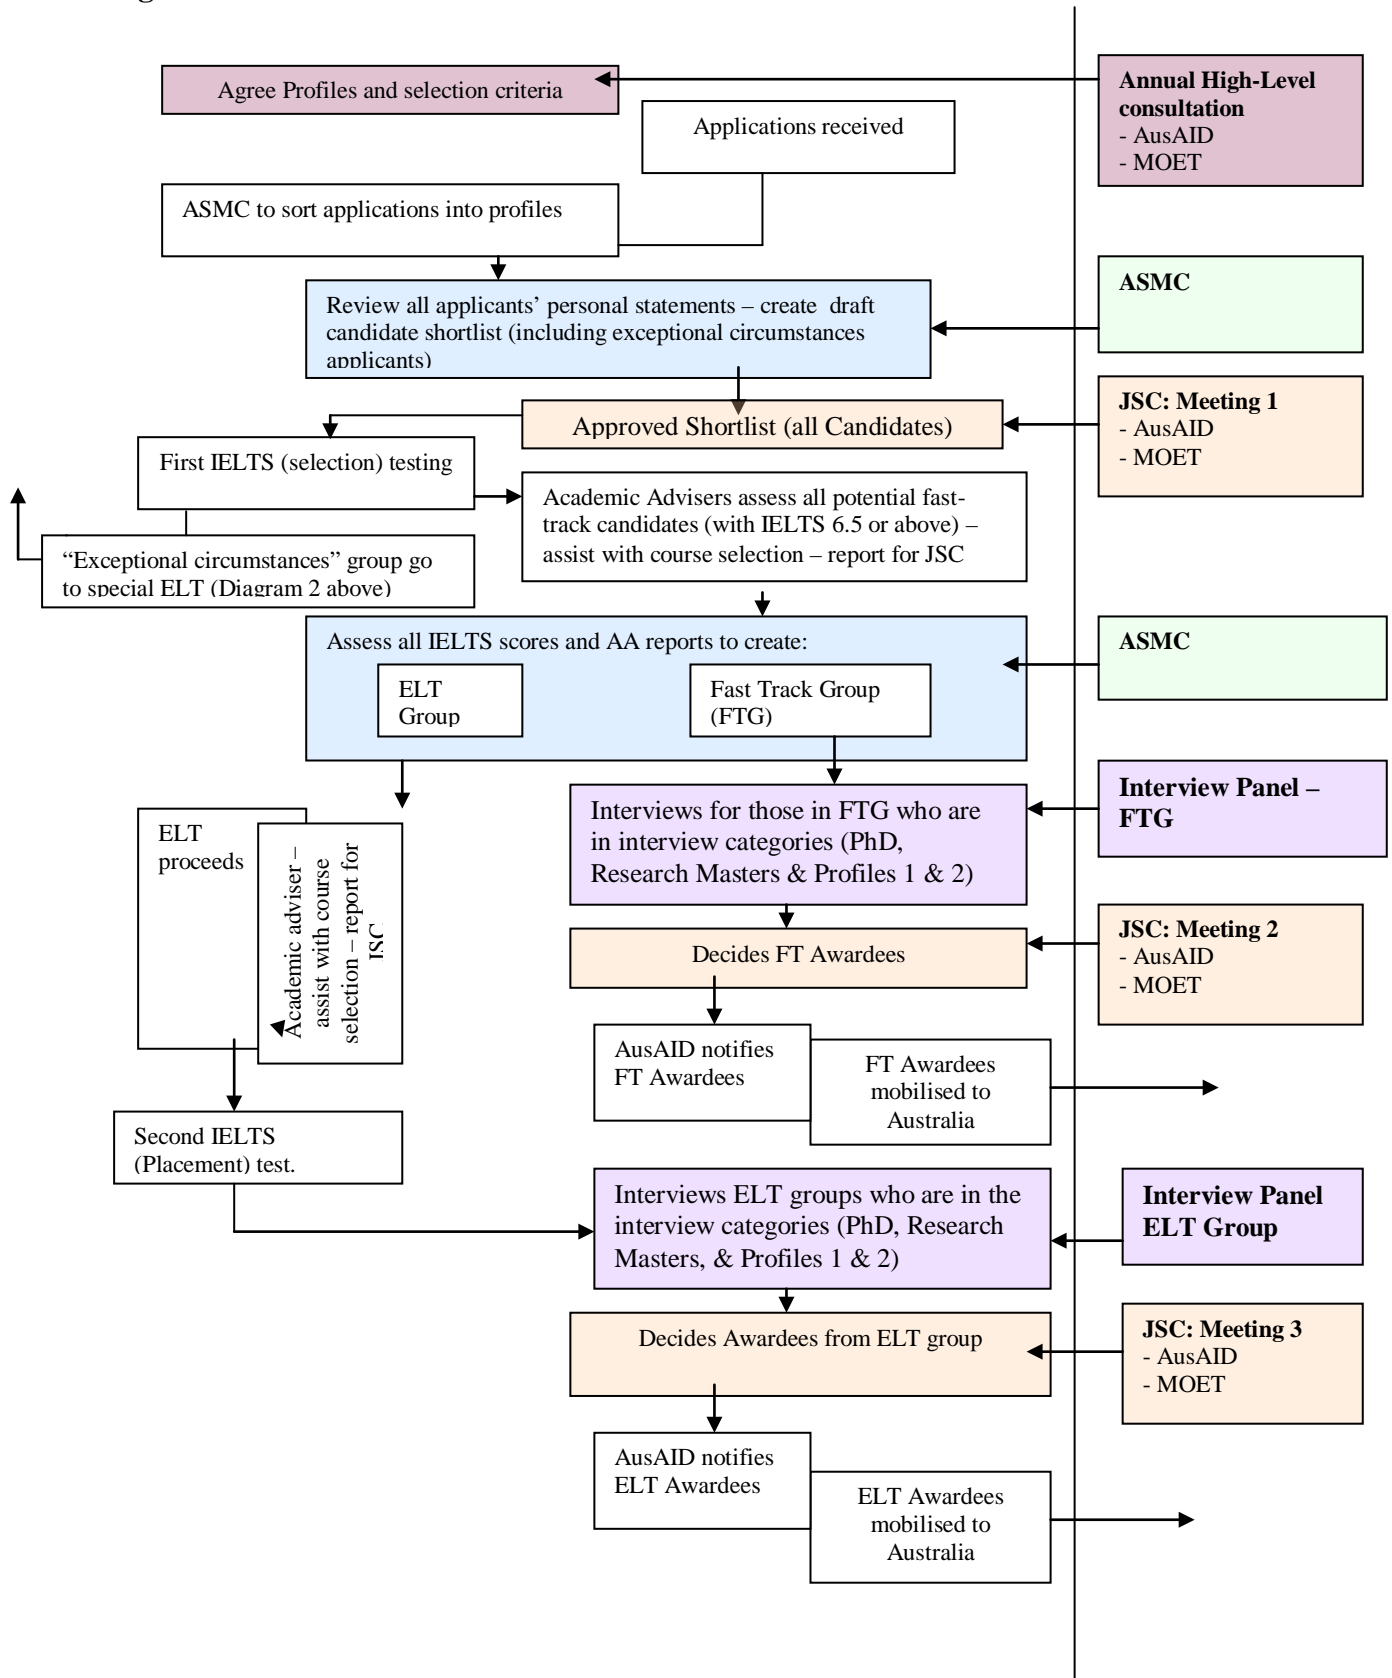 Agree Profiles and selection criteria
Annual High-Level
consultation
- AusAID
- MOET
Applications received
ASMC to sort applications into profiles
Review all applicants’ personal statements – create draft
candidate shortlist (including exceptional circumstances
applicants)
ASMC
Approved Shortlist (all Candidates)
JSC: Meeting 1
- AusAID
- MOET
First IELTS (selection) testing
Academic Advisers assess all potential fast-
track candidates (with IELTS 6.5 or above) –
assist with course selection – report for JSC
“Exceptional circumstances” group go
to special ELT (Diagram 2 above)
Assess all IELTS scores and AA reports to create:
ELT
Group
Fast Track Group
(FTG)
ASMC
Interviews for those in FTG who are
in interview categories (PhD,
Research Masters & Profiles 1 & 2)
Interview Panel –
FTG
ELT
proceeds
Academic adviser –
assist with course
selection – report for
JSC
Decides FT Awardees
JSC: Meeting 2
- AusAID
- MOET
AusAID notifies
FT Awardees
FT Awardees
mobilised to
Australia
Second IELTS
(Placement) test.
Interviews ELT groups who are in the
interview categories (PhD, Research
Masters, & Profiles 1 & 2)
Interview Panel
ELT Group
Decides Awardees from ELT group
JSC: Meeting 3
- AusAID
- MOET
AusAID notifies
ELT Awardees
ELT Awardees
mobilised to
Australia